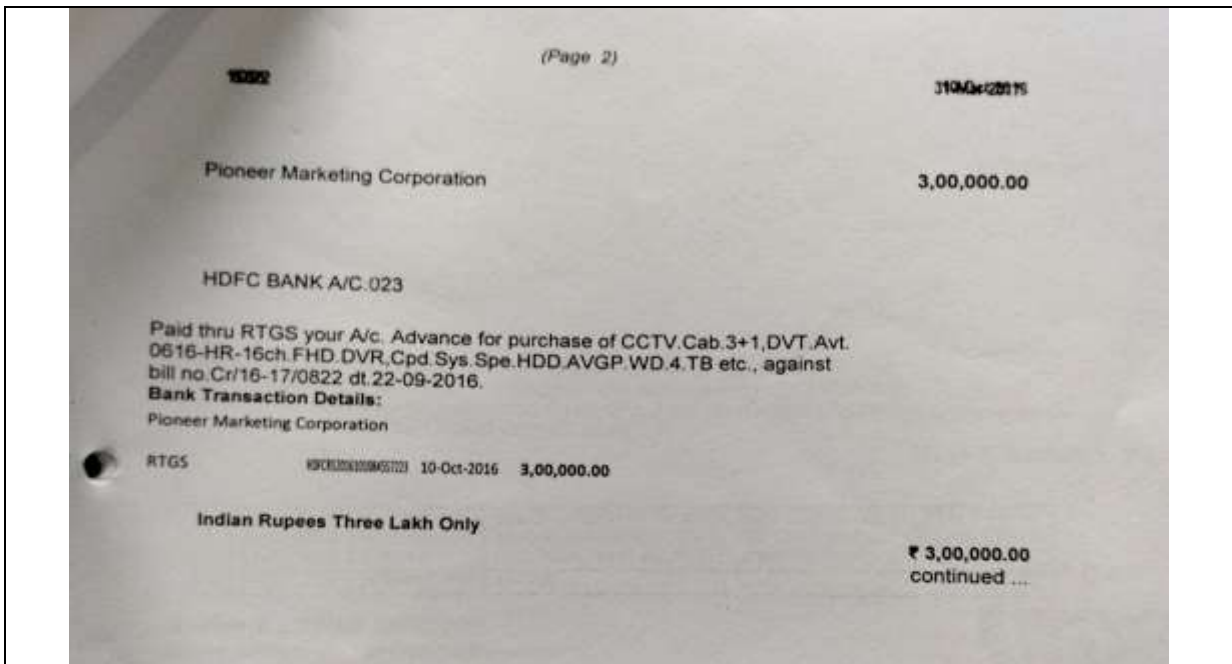 (Page 2)
Pioneer Marketing Corporation 3,00,000.00
HDFC BANK A/C.023
Paid thru RTGS your A/c. Advance for purchase of CCTV.Cab.3+1,DVT.Avt.
0616-HR-16ch.FHD.DVR,Cpd.Sys.Spe.HDD.AVGP.WD.4.TB etc., against
bill no.Cr/16-17/0822 dt.22-09-2016.
Bank Transaction Details:
Pioneer Marketing Corporation
RTGS 10-Oct-2016 3,00,000.00
Indian Rupees Three Lakh Only
₹ 3,00,000.00
continued ...